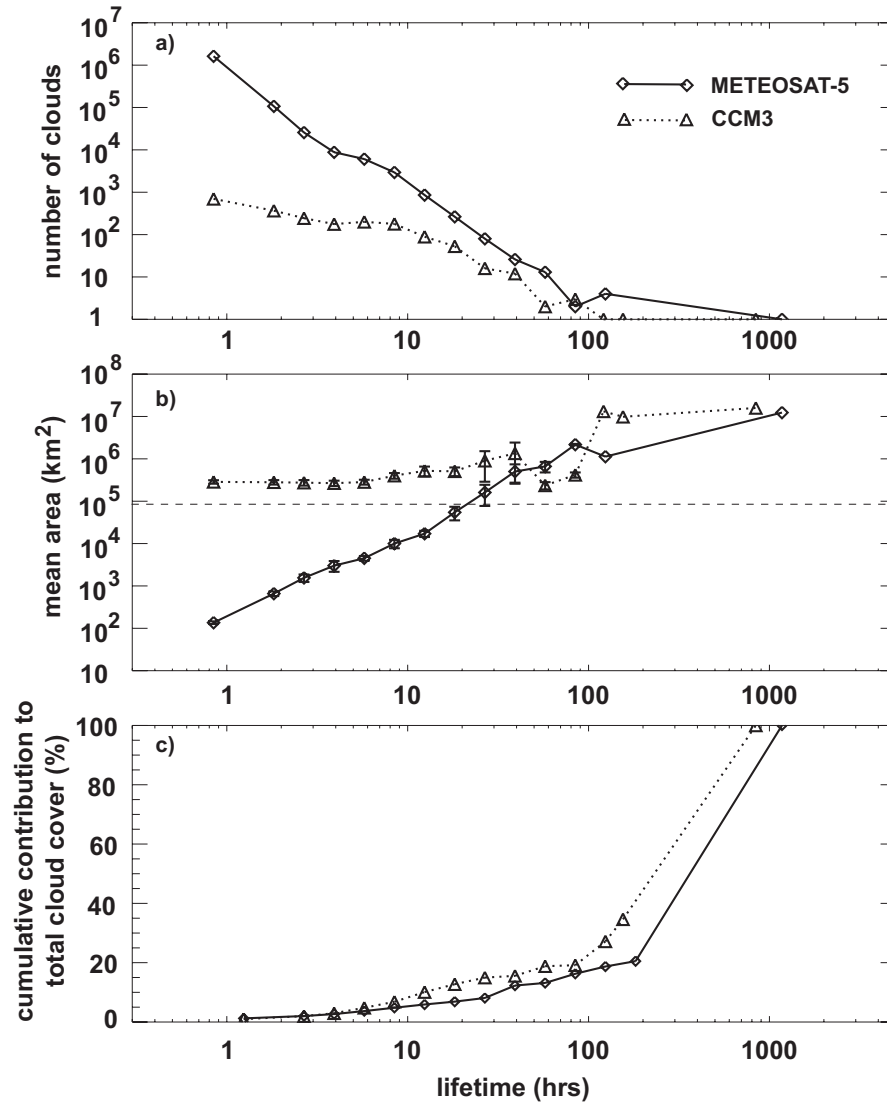 a)
10^7
10^6
10^5
10^4
10^3
10^2
10
1
number of clouds
METEOSAT-5
CCM3
1 10 100 1000
b)
10^8
10^7
10^6
10^5
10^4
10^3
10^2
10
mean area (km^2)
1 10 100 1000
c)
100
80
60
40
20
0
cumulative contribution to
total cloud cover (%)
1 10 100 1000
lifetime (hrs)